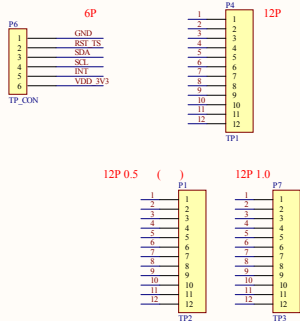 6P
P6
1 GND
2 RST_TS
3 SDA
4 SCL
5 INT
6 VDD_3V3
TP_CON
P4
12P
1 1
2 2
3 3
4 4
5 5
6 6
7 7
8 8
9 9
10 10
11 11
12 12
TP1
12P 0.5 ( )
P1
1 1
2 2
3 3
4 4
5 5
6 6
7 7
8 8
9 9
10 10
11 11
12 12
TP2
12P 1.0
P7
1 1
2 2
3 3
4 4
5 5
6 6
7 7
8 8
9 9
10 10
11 11
12 12
TP3